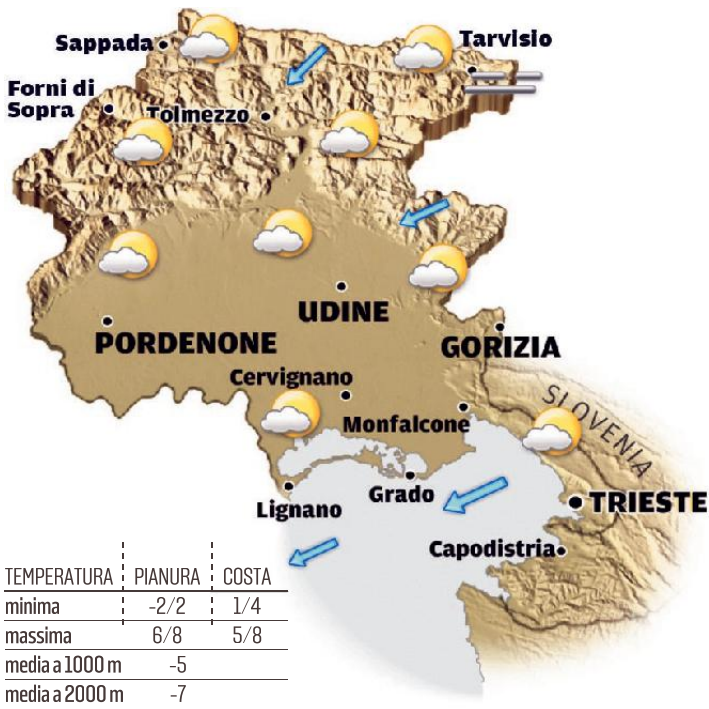 Sappada
Tarvisio
Forni di
Sopra
Tolmezzo
UDINE
PORDENONE
GORIZIA
Cervignano
SLOVENIA
Monfalcone
Grado
Lignano
TRIESTE
Capodistria
TEMPERATURA PIANURA COSTA
minima -2/2 1/4
massima 6/8 5/8
media a 1000 m -5
media a 2000 m -7